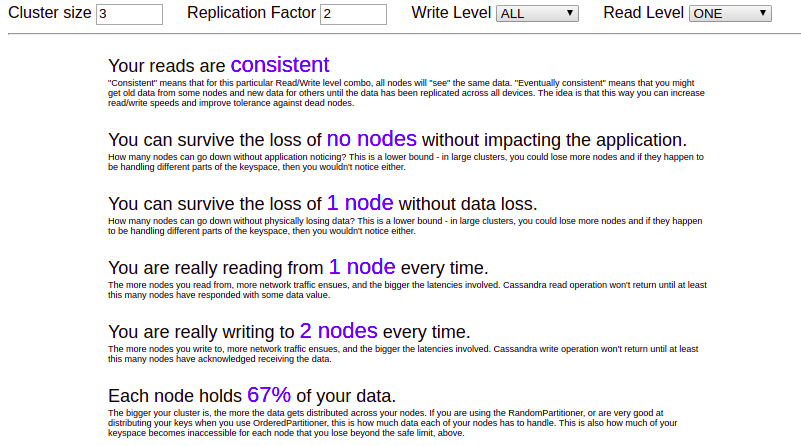 Cluster size 3 Replication Factor 2 Write Level ALL Read Level ONE
Your reads are consistent
"Consistent" means that for this particular Read/Write level combo, all nodes will "see" the same data. "Eventually consistent" means that you might
get old data from some nodes and new data for others until the data has been replicated across all devices. The idea is that this way you can increase
read/write speeds and improve tolerance against dead nodes.
You can survive the loss of no nodes without impacting the application.
How many nodes can go down without application noticing? This is a lower bound - in large clusters, you could lose more nodes and if they happen to
be handling different parts of the keyspace, then you wouldn't notice either.
You can survive the loss of 1 node without data loss.
How many nodes can go down without physically losing data? This is a lower bound - in large clusters, you could lose more nodes and if they happen
to be handling different parts of the keyspace, then you wouldn't notice either.
You are really reading from 1 node every time.
The more nodes you read from, more network traffic ensues, and the bigger the latencies involved. Cassandra read operation won't return until at least
this many nodes have responded with some data value.
You are really writing to 2 nodes every time.
The more nodes you write to, more network traffic ensues, and the bigger the latencies involved. Cassandra write operation won't return until at least
this many nodes have acknowledged receiving the data.
Each node holds 67% of your data.
The bigger your cluster is, the more the data gets distributed across your nodes. If you are using the RandomPartitioner, or are very good at
distributing your keys when you use OrderedPartitioner, this is how much data each of your nodes has to handle. This is also how much of your
keyspace becomes inaccessible for each node that you lose beyond the safe limit, above.